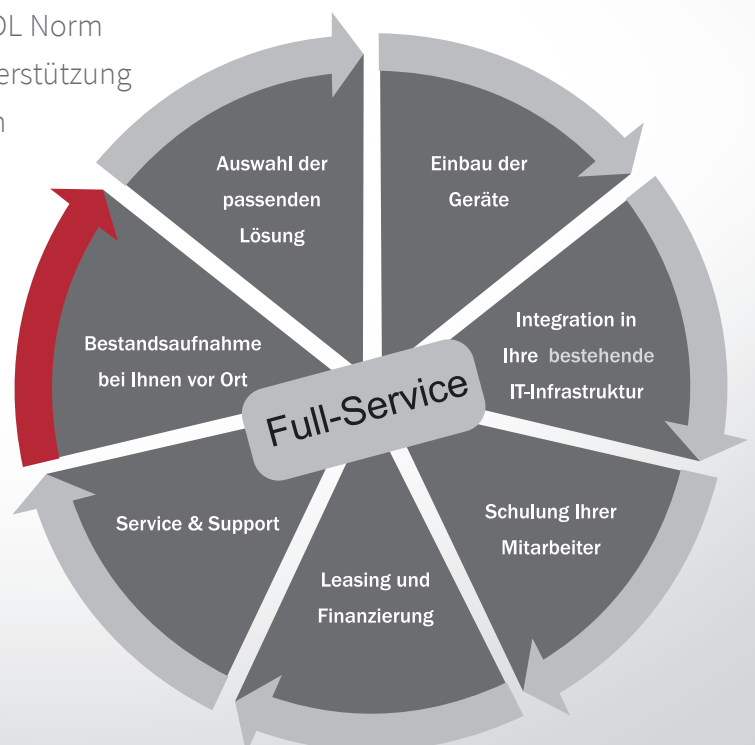 OL Norm
erstützung
Auswahl der
passenden
Lösung
Einbau der
Geräte
Integration in
Ihre bestehende
IT-Infrastruktur
Schulung Ihrer
Mitarbeiter
Leasing und
Finanzierung
Service & Support
Bestandsaufnahme
bei Ihnen vor Ort
Full-Service